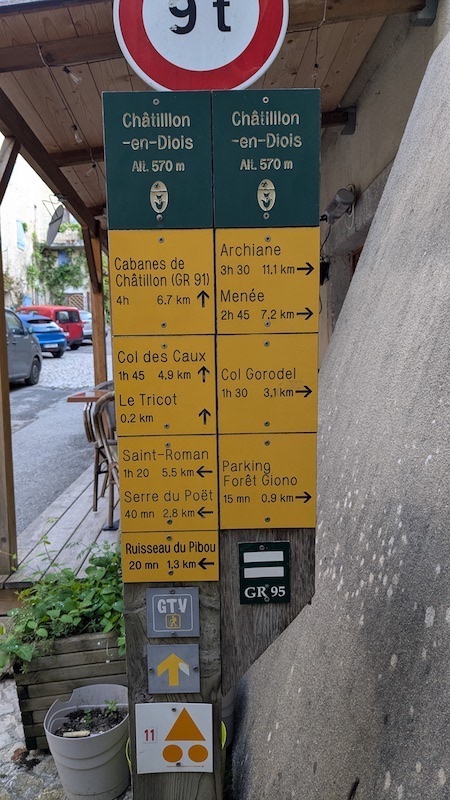 9t
Châtilllon
-en-Diois
Alt. 570 m
Châtilllon
-en-Diois
Alt. 570 m
Cabanes de
Châtillon (GR 91)
4h 6.7 km ↑
Col des Caux
1h 45 4.9 km ↑
Le Tricot
0.2 km ↑
Saint-Roman
1h 20 5.5 km ←
Serre du Poët
40 mn 2.8 km ←
Ruisseau du Pibou
20 mn 1.3 km ←
Archiane
3h 30 11.1 km →
Menée
2h 45 7.2 km →
Col Gorodel
1h 30 3.1 km →
Parking
Forêt Giono
15 mn 0.9 km →
GR 95
GTV
11